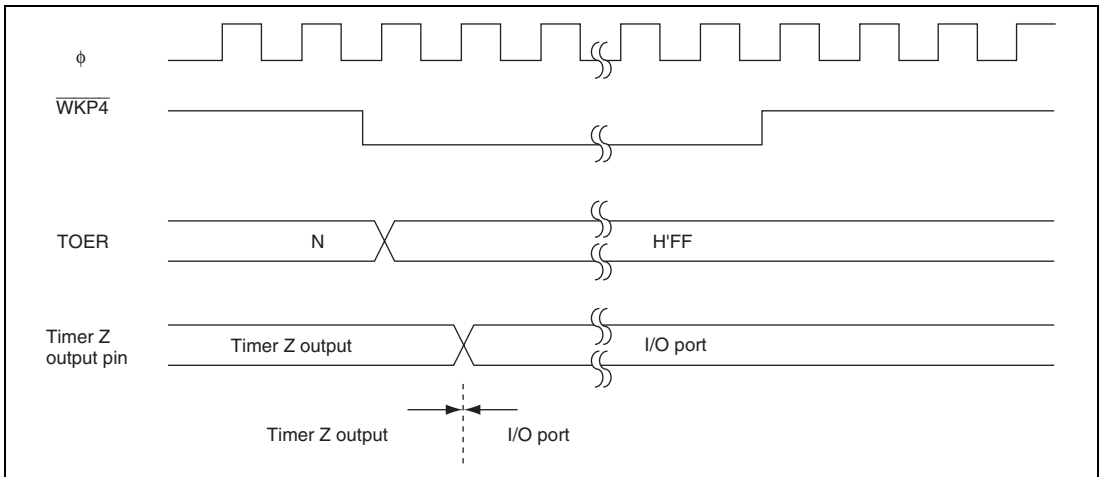 ϕ
WKP4
TOER
N
H'FF
Timer Z
output pin
Timer Z output
I/O port
Timer Z output
I/O port